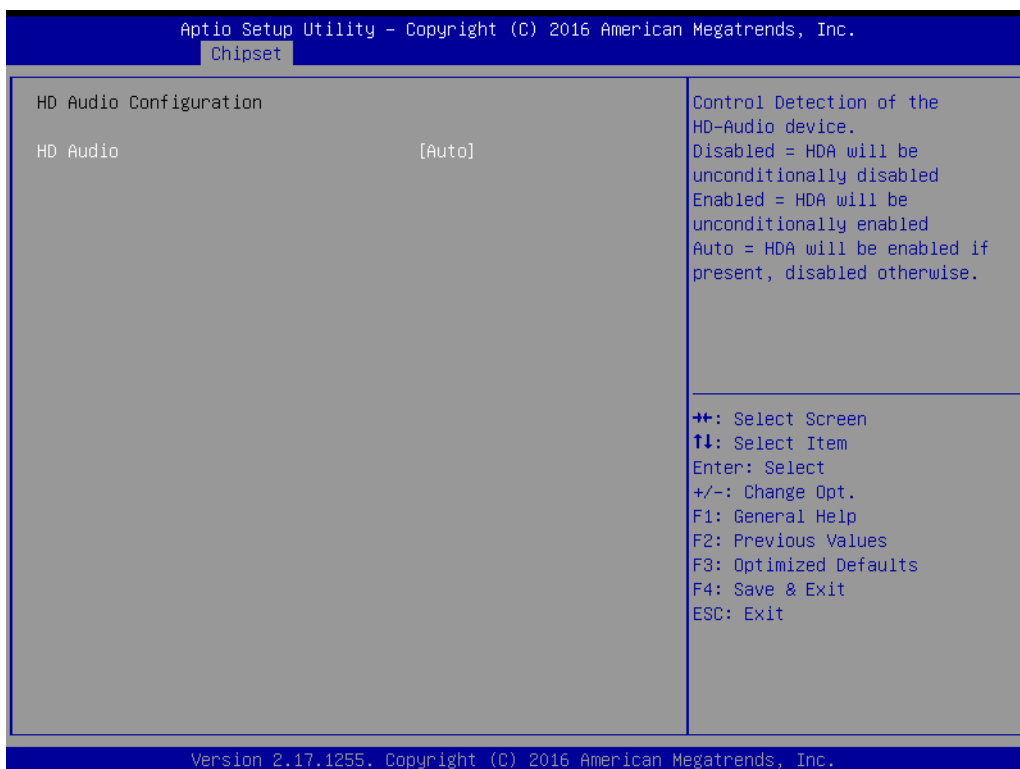 Aptio Setup Utility – Copyright (C) 2016 American Megatrends, Inc.
Chipset
HD Audio Configuration
HD Audio [Auto]
Control Detection of the
HD-Audio device.
Disabled = HDA will be
unconditionally disabled
Enabled = HDA will be
unconditionally enabled
Auto = HDA will be enabled if
present, disabled otherwise.
→←: Select Screen
↑↓: Select Item
Enter: Select
+/-: Change Opt.
F1: General Help
F2: Previous Values
F3: Optimized Defaults
F4: Save & Exit
ESC: Exit
Version 2.17.1255. Copyright (C) 2016 American Megatrends, Inc.